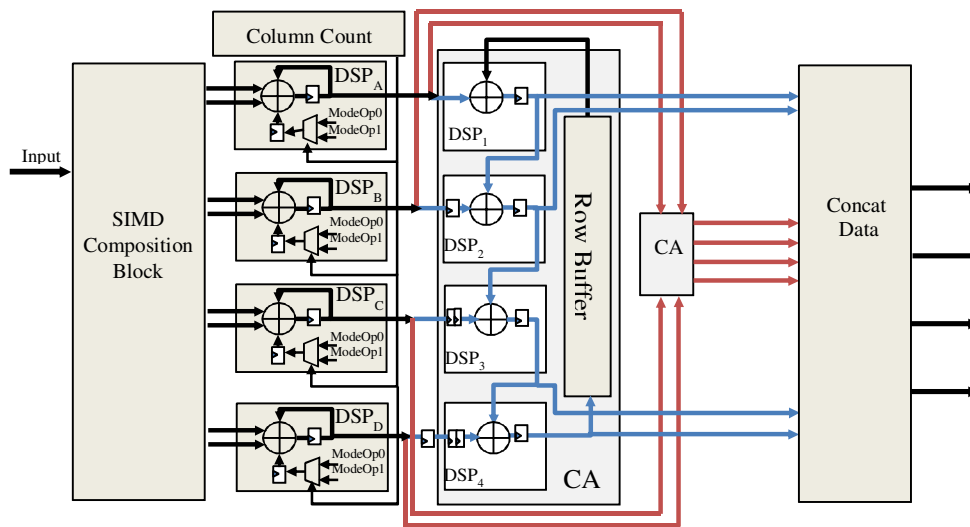 Column Count
Input
SIMD
Composition
Block
DSP_A
ModeOp0
ModeOp1
DSP_B
ModeOp0
ModeOp1
DSP_C
ModeOp0
ModeOp1
DSP_D
ModeOp0
ModeOp1
DSP_1
DSP_2
DSP_3
DSP_4
Row Buffer
CA
CA
Concat
Data